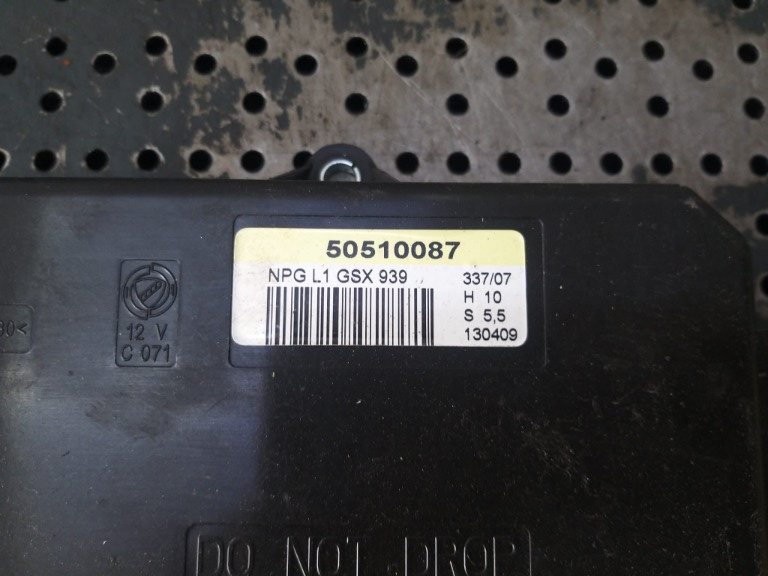 50510087
NPG L1 GSX 939
337/07
H 10
S 5,5
130409
12 V
C 071
DO NOT DROP